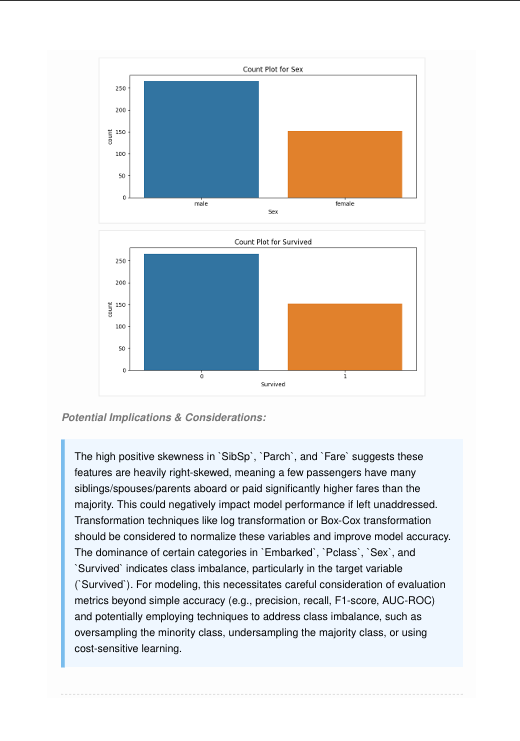 Count Plot for Sex
250
200
150
100
50
0
count
male
female
Sex
Count Plot for Survived
250
200
150
100
50
0
count
0
1
Survived
Potential Implications & Considerations:
The high positive skewness in `SibSp`, `Parch`, and `Fare` suggests these
features are heavily right-skewed, meaning a few passengers have many
siblings/spouses/parents aboard or paid significantly higher fares than the
majority. This could negatively impact model performance if left unaddressed.
Transformation techniques like log transformation or Box-Cox transformation
should be considered to normalize these variables and improve model accuracy.
The dominance of certain categories in `Embarked`, `Pclass`, `Sex`, and
`Survived` indicates class imbalance, particularly in the target variable
(`Survived`). For modeling, this necessitates careful consideration of evaluation
metrics beyond simple accuracy (e.g., precision, recall, F1-score, AUC-ROC)
and potentially employing techniques to address class imbalance, such as
oversampling the minority class, undersampling the majority class, or using
cost-sensitive learning.